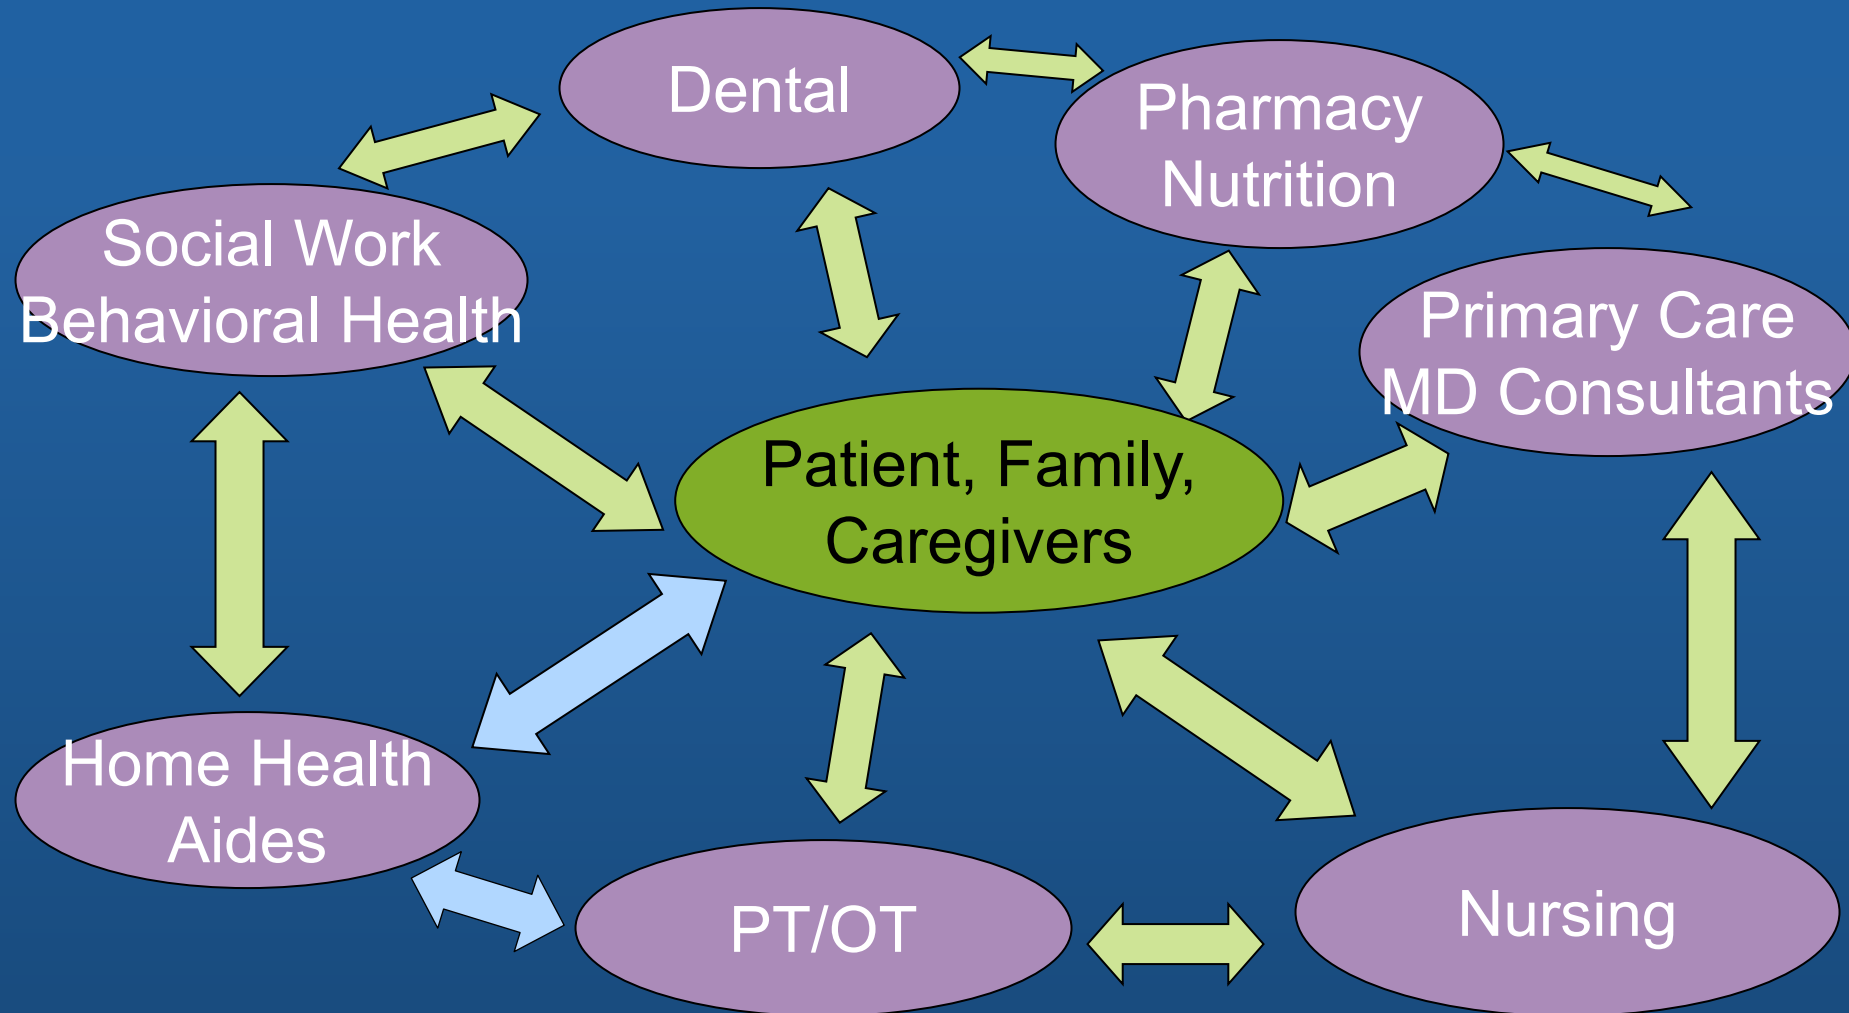 Dental
Pharmacy
Nutrition
Social Work
Behavioral Health
Primary Care
MD Consultants
Patient, Family,
Caregivers
Home Health
Aides
PT/OT
Nursing